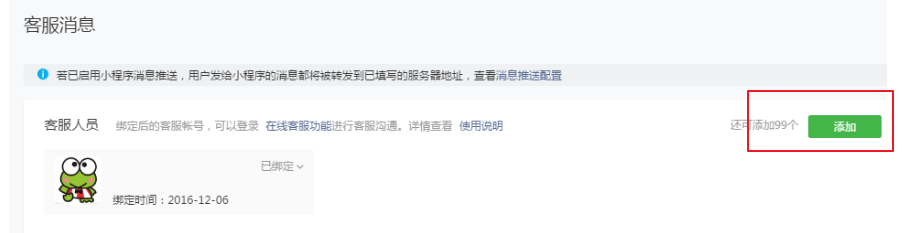 客服消息
若已启用小程序消息推送，用户发给小程序的消息都将被转发到已填写的服务器地址，查看消息推送配置
客服人员 绑定后的客服帐号，可以登录 在线客服功能进行客服沟通。详情查看 使用说明 还可添加99个 添加
已绑定
绑定时间：2016-12-06